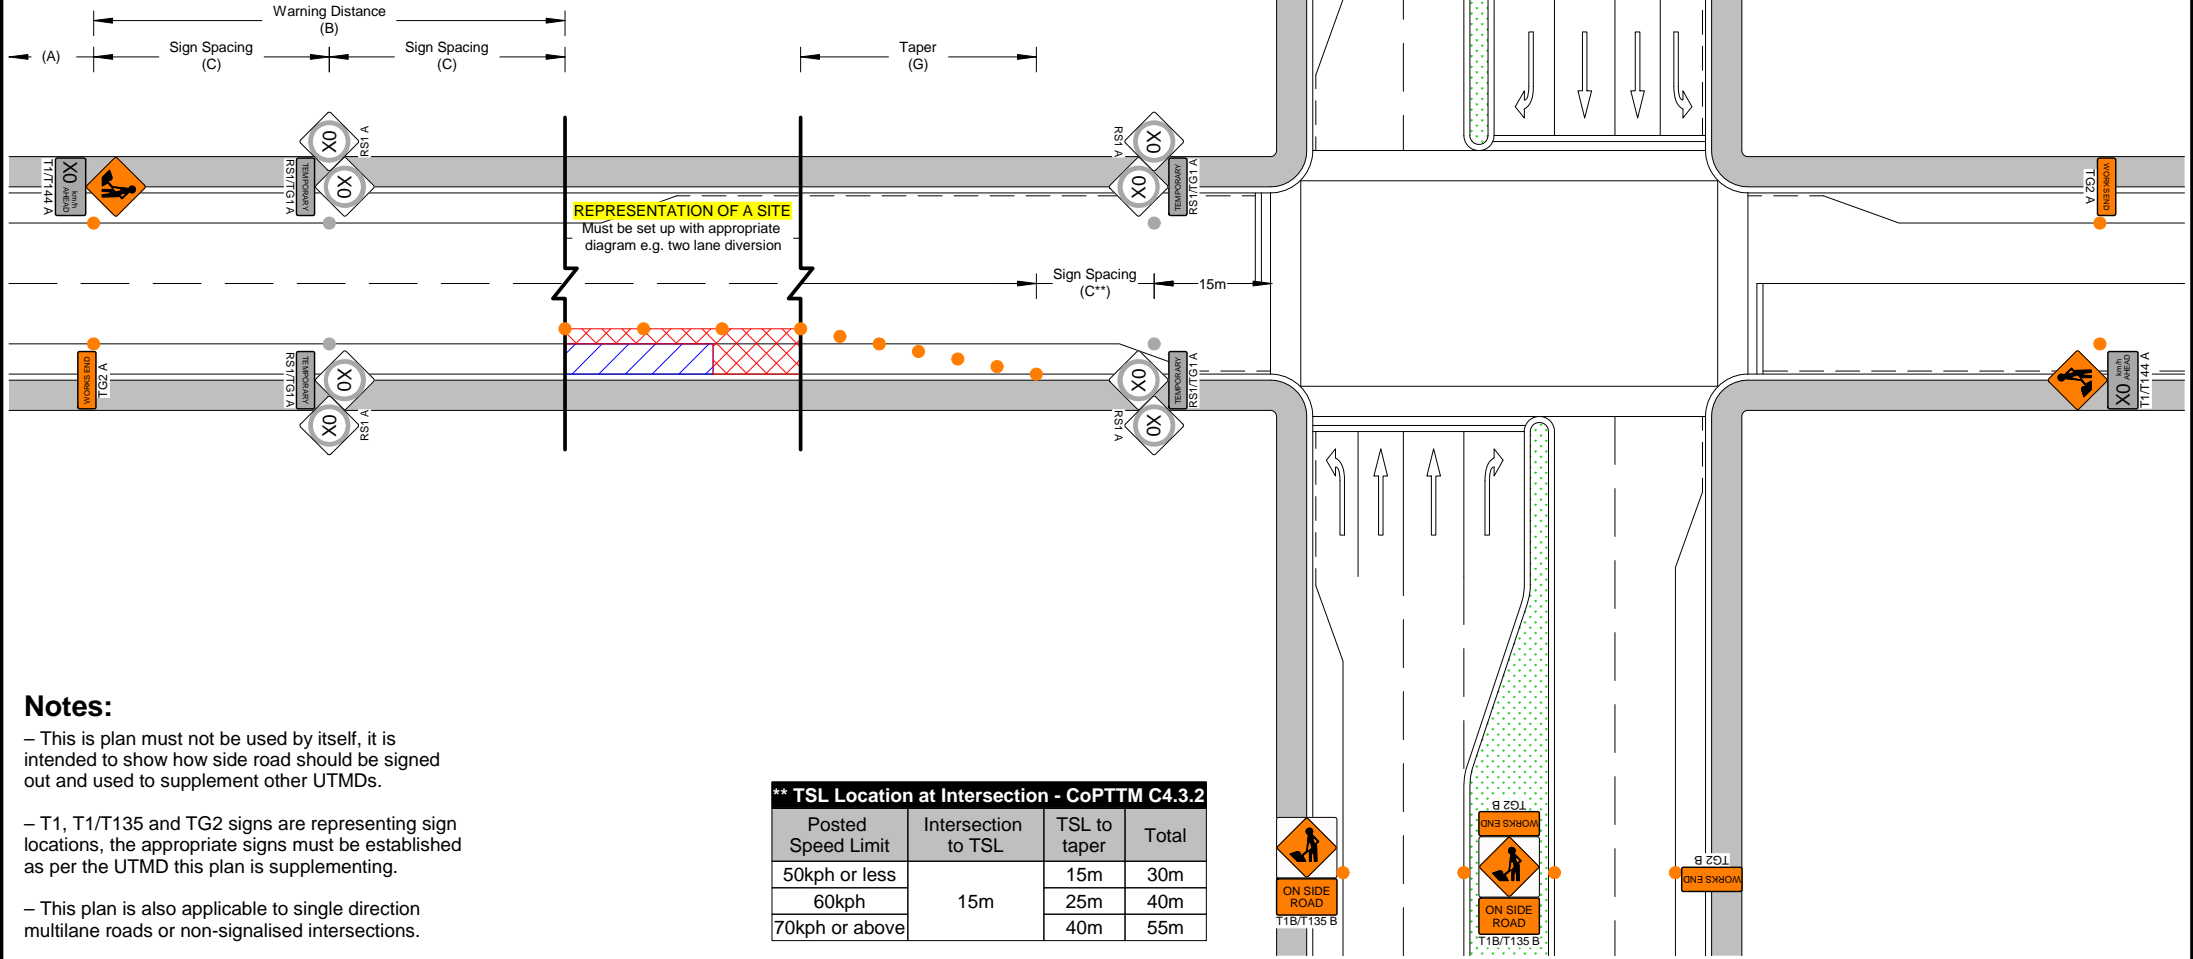 Warning Distance
(B)
(A)
Sign Spacing
(C)
Sign Spacing
(C)
Taper
(G)
X0
X0
RS1 A
TEMPORARY
RS1/TG1 A
X0
km/h
AHEAD
T1/T144 A
X0
X0
RS1 A
TEMPORARY
RS1/TG1 A
WORKS END
TG2 A
REPRESENTATION OF A SITE
Must be set up with appropriate
diagram e.g. two lane diversion
Sign Spacing
(C**)
15m
WORKS END
TG2 A
X0
X0
TEMPORARY
RS1/TG1 A
RS1 A
X0
X0
TEMPORARY
RS1/TG1 A
RS1 A
X0
km/h
AHEAD
T1/T144 A
Notes:
– This is plan must not be used by itself, it is
intended to show how side road should be signed
out and used to supplement other UTMDs.
– T1, T1/T135 and TG2 signs are representing sign
locations, the appropriate signs must be established
as per the UTMD this plan is supplementing.
– This plan is also applicable to single direction
multilane roads or non-signalised intersections.
** TSL Location at Intersection - CoPTTM C4.3.2
Posted Speed Limit | Intersection to TSL | TSL to taper | Total
50kph or less | 15m | 15m | 30m
60kph | 25m | 40m
70kph or above | 40m | 55m
ON SIDE
ROAD
T1B/T135 B
TG2 B
WORKS END
ON SIDE
ROAD
T1B/T135 B
TG2 B
WORKS END